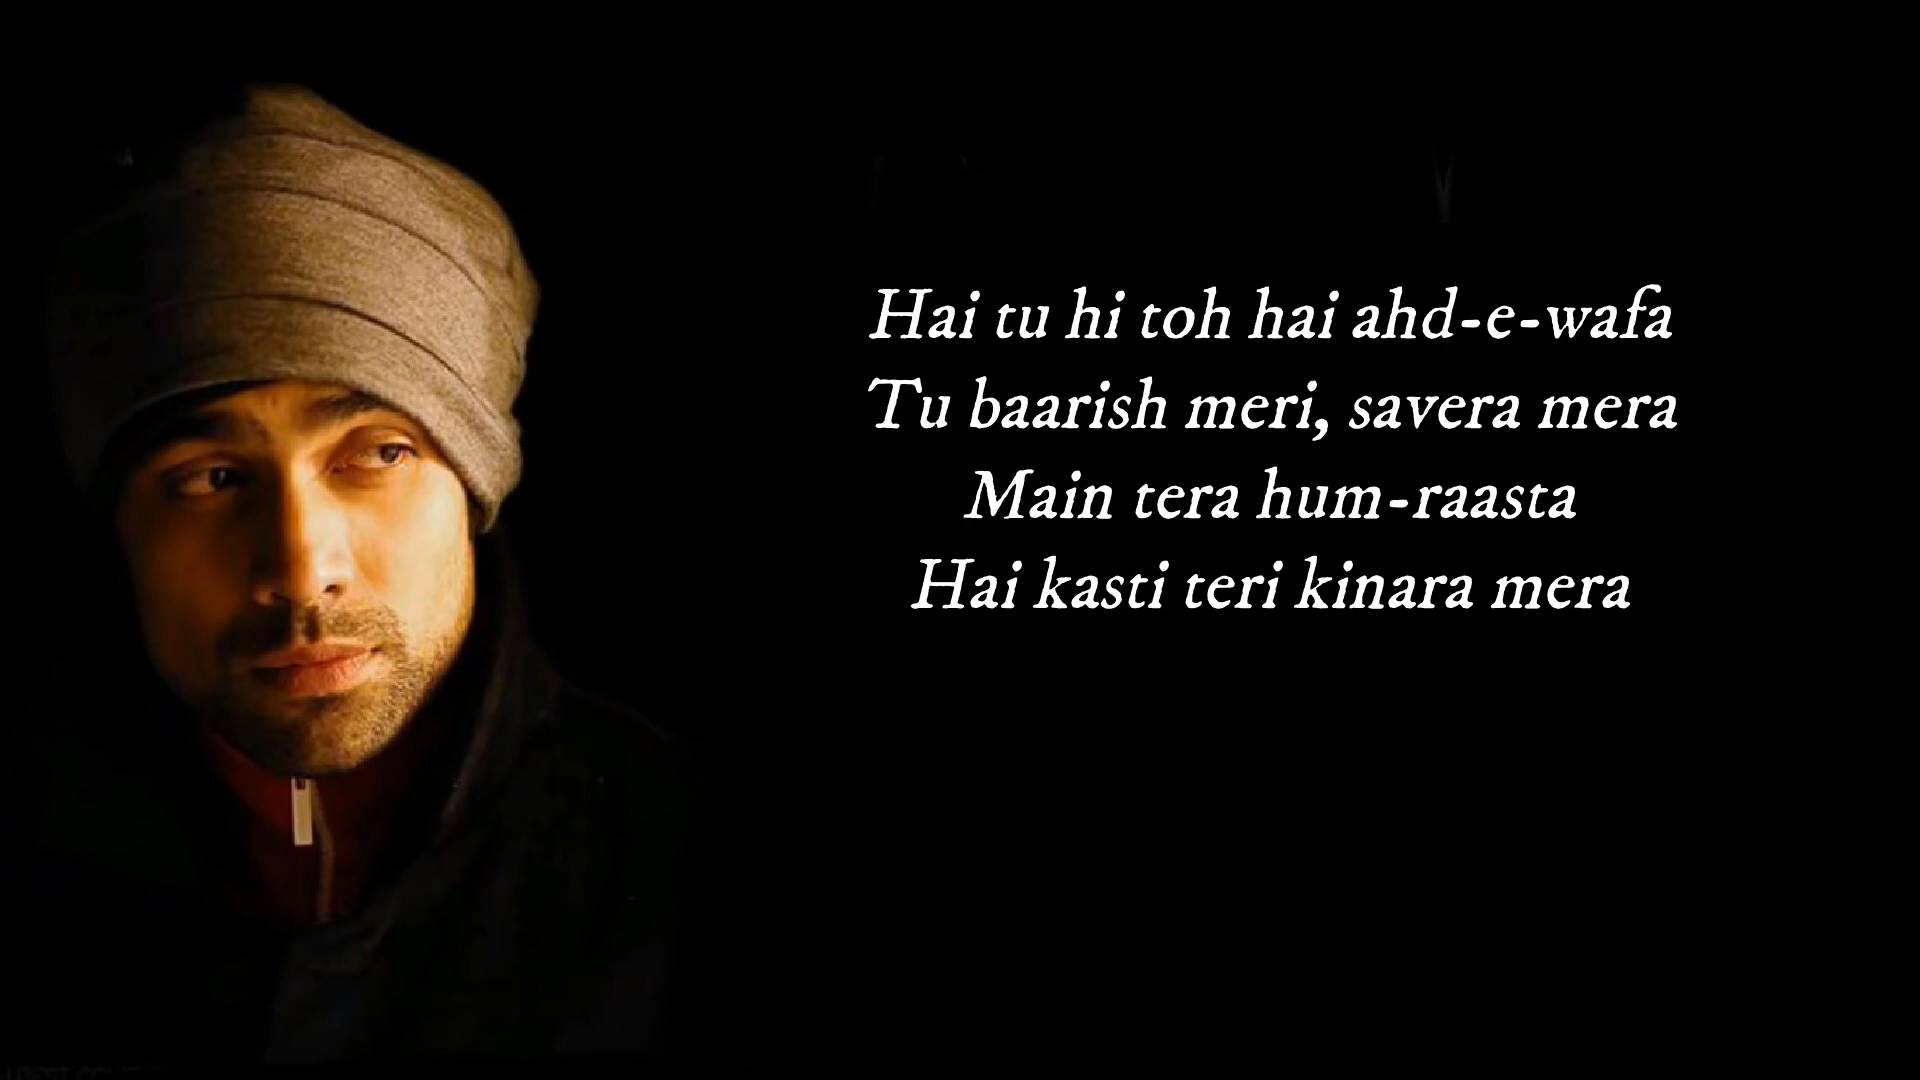 Hai tu hi toh hai ahd-e-wafa
Tu baarish meri, savera mera
Main tera hum-raasta
Hai kasti teri kinara mera